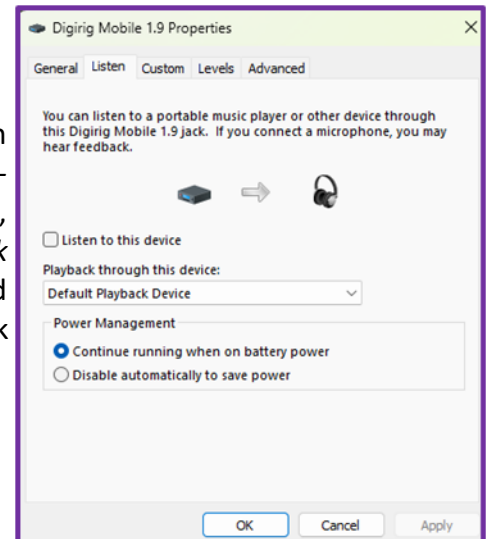 Digirig Mobile 1.9 Properties
General Listen Custom Levels Advanced
You can listen to a portable music player or other device through
this Digirig Mobile 1.9 jack. If you connect a microphone, you may
hear feedback.
Listen to this device
Playback through this device:
Default Playback Device
Power Management
Continue running when on battery power
Disable automatically to save power
OK Cancel Apply